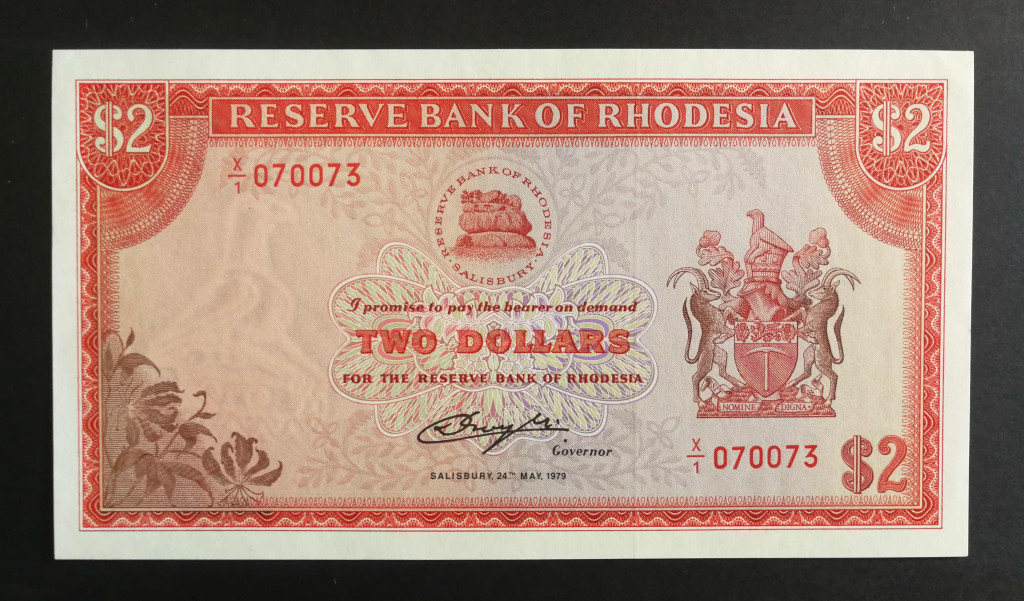 $2
RESERVE BANK OF RHODESIA
$2
X/1 070073
RESERVE BANK OF RHODESIA
· SALISBURY ·
I promise to pay the bearer on demand
TWO DOLLARS
FOR THE RESERVE BANK OF RHODESIA
NOMINE DIGNA
Governor
X/1 070073
$2
SALISBURY, 24TH MAY, 1979